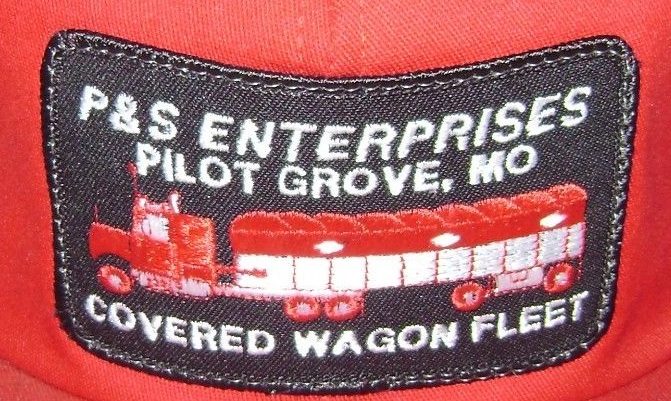 P&S ENTERPRISES
PILOT GROVE, MO
COVERED WAGON FLEET